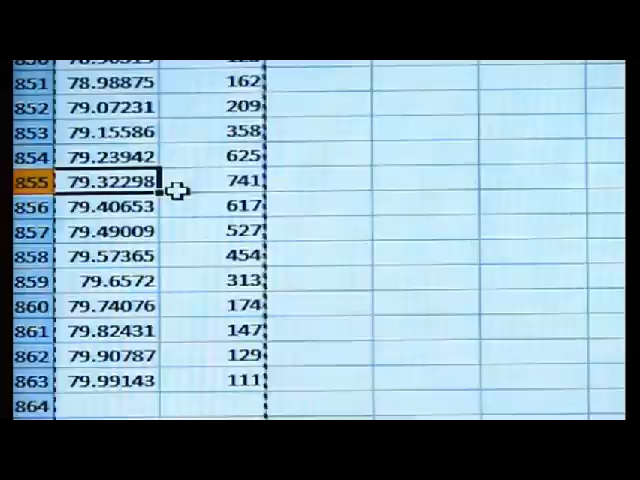 851 78.98875 162
852 79.07231 209
853 79.15586 358
854 79.23942 625
855 79.32298 741
856 79.40653 617
857 79.49009 527
858 79.57365 454
859 79.6572 313
860 79.74076 174
861 79.82431 147
862 79.90787 129
863 79.99143 111
864